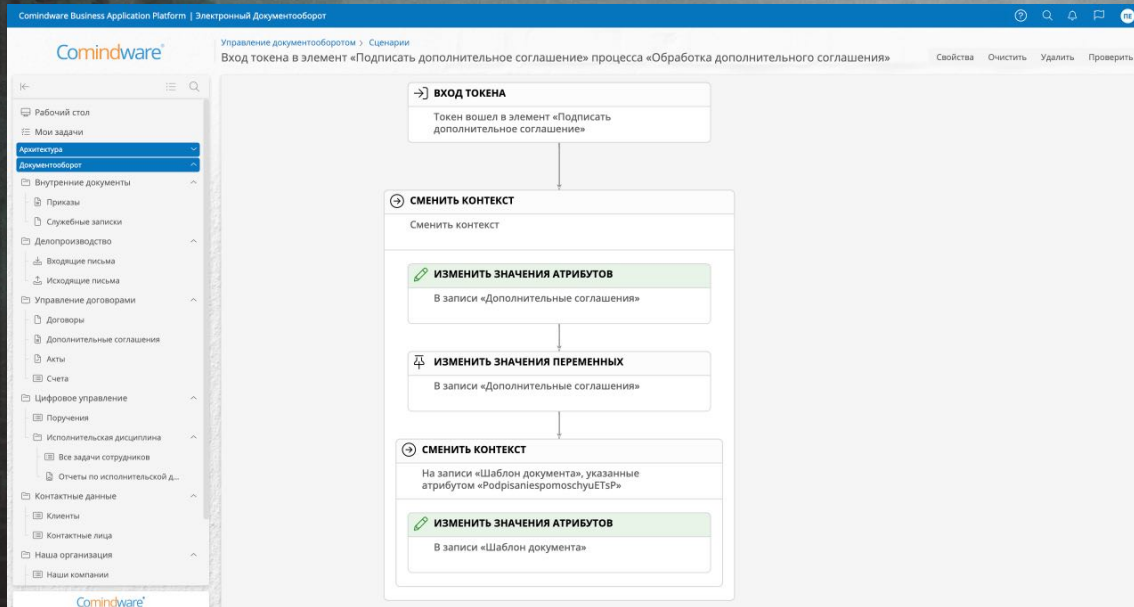 Comindware Business Application Platform | Электронный Документооборот
ПЕ
Comindware
Управление документооборотом > Сценарии
Вход токена в элемент «Подписать дополнительное соглашение» процесса «Обработка дополнительного соглашения»
Свойства Очистить Удалить Проверить
Рабочий стол
Мои задачи
Архитектура
Документооборот
Внутренние документы
Приказы
Служебные записки
Делопроизводство
Входящие письма
Исходящие письма
Управление договорами
Договоры
Дополнительные соглашения
Акты
Счета
Цифровое управление
Поручения
Исполнительская дисциплина
Все задачи сотрудников
Отчеты по исполнительской д...
Контактные данные
Клиенты
Контактные лица
Наша организация
Наши компании
Comindware
ВХОД ТОКЕНА
Токен вошел в элемент «Подписать
дополнительное соглашение»
СМЕНИТЬ КОНТЕКСТ
Сменить контекст
ИЗМЕНИТЬ ЗНАЧЕНИЯ АТРИБУТОВ
В записи «Дополнительные соглашения»
ИЗМЕНИТЬ ЗНАЧЕНИЯ ПЕРЕМЕННЫХ
В записи «Дополнительные соглашения»
СМЕНИТЬ КОНТЕКСТ
На записи «Шаблон документа», указанные
атрибутом «PodpisaniespomoschyuETsP»
ИЗМЕНИТЬ ЗНАЧЕНИЯ АТРИБУТОВ
В записи «Шаблон документа»